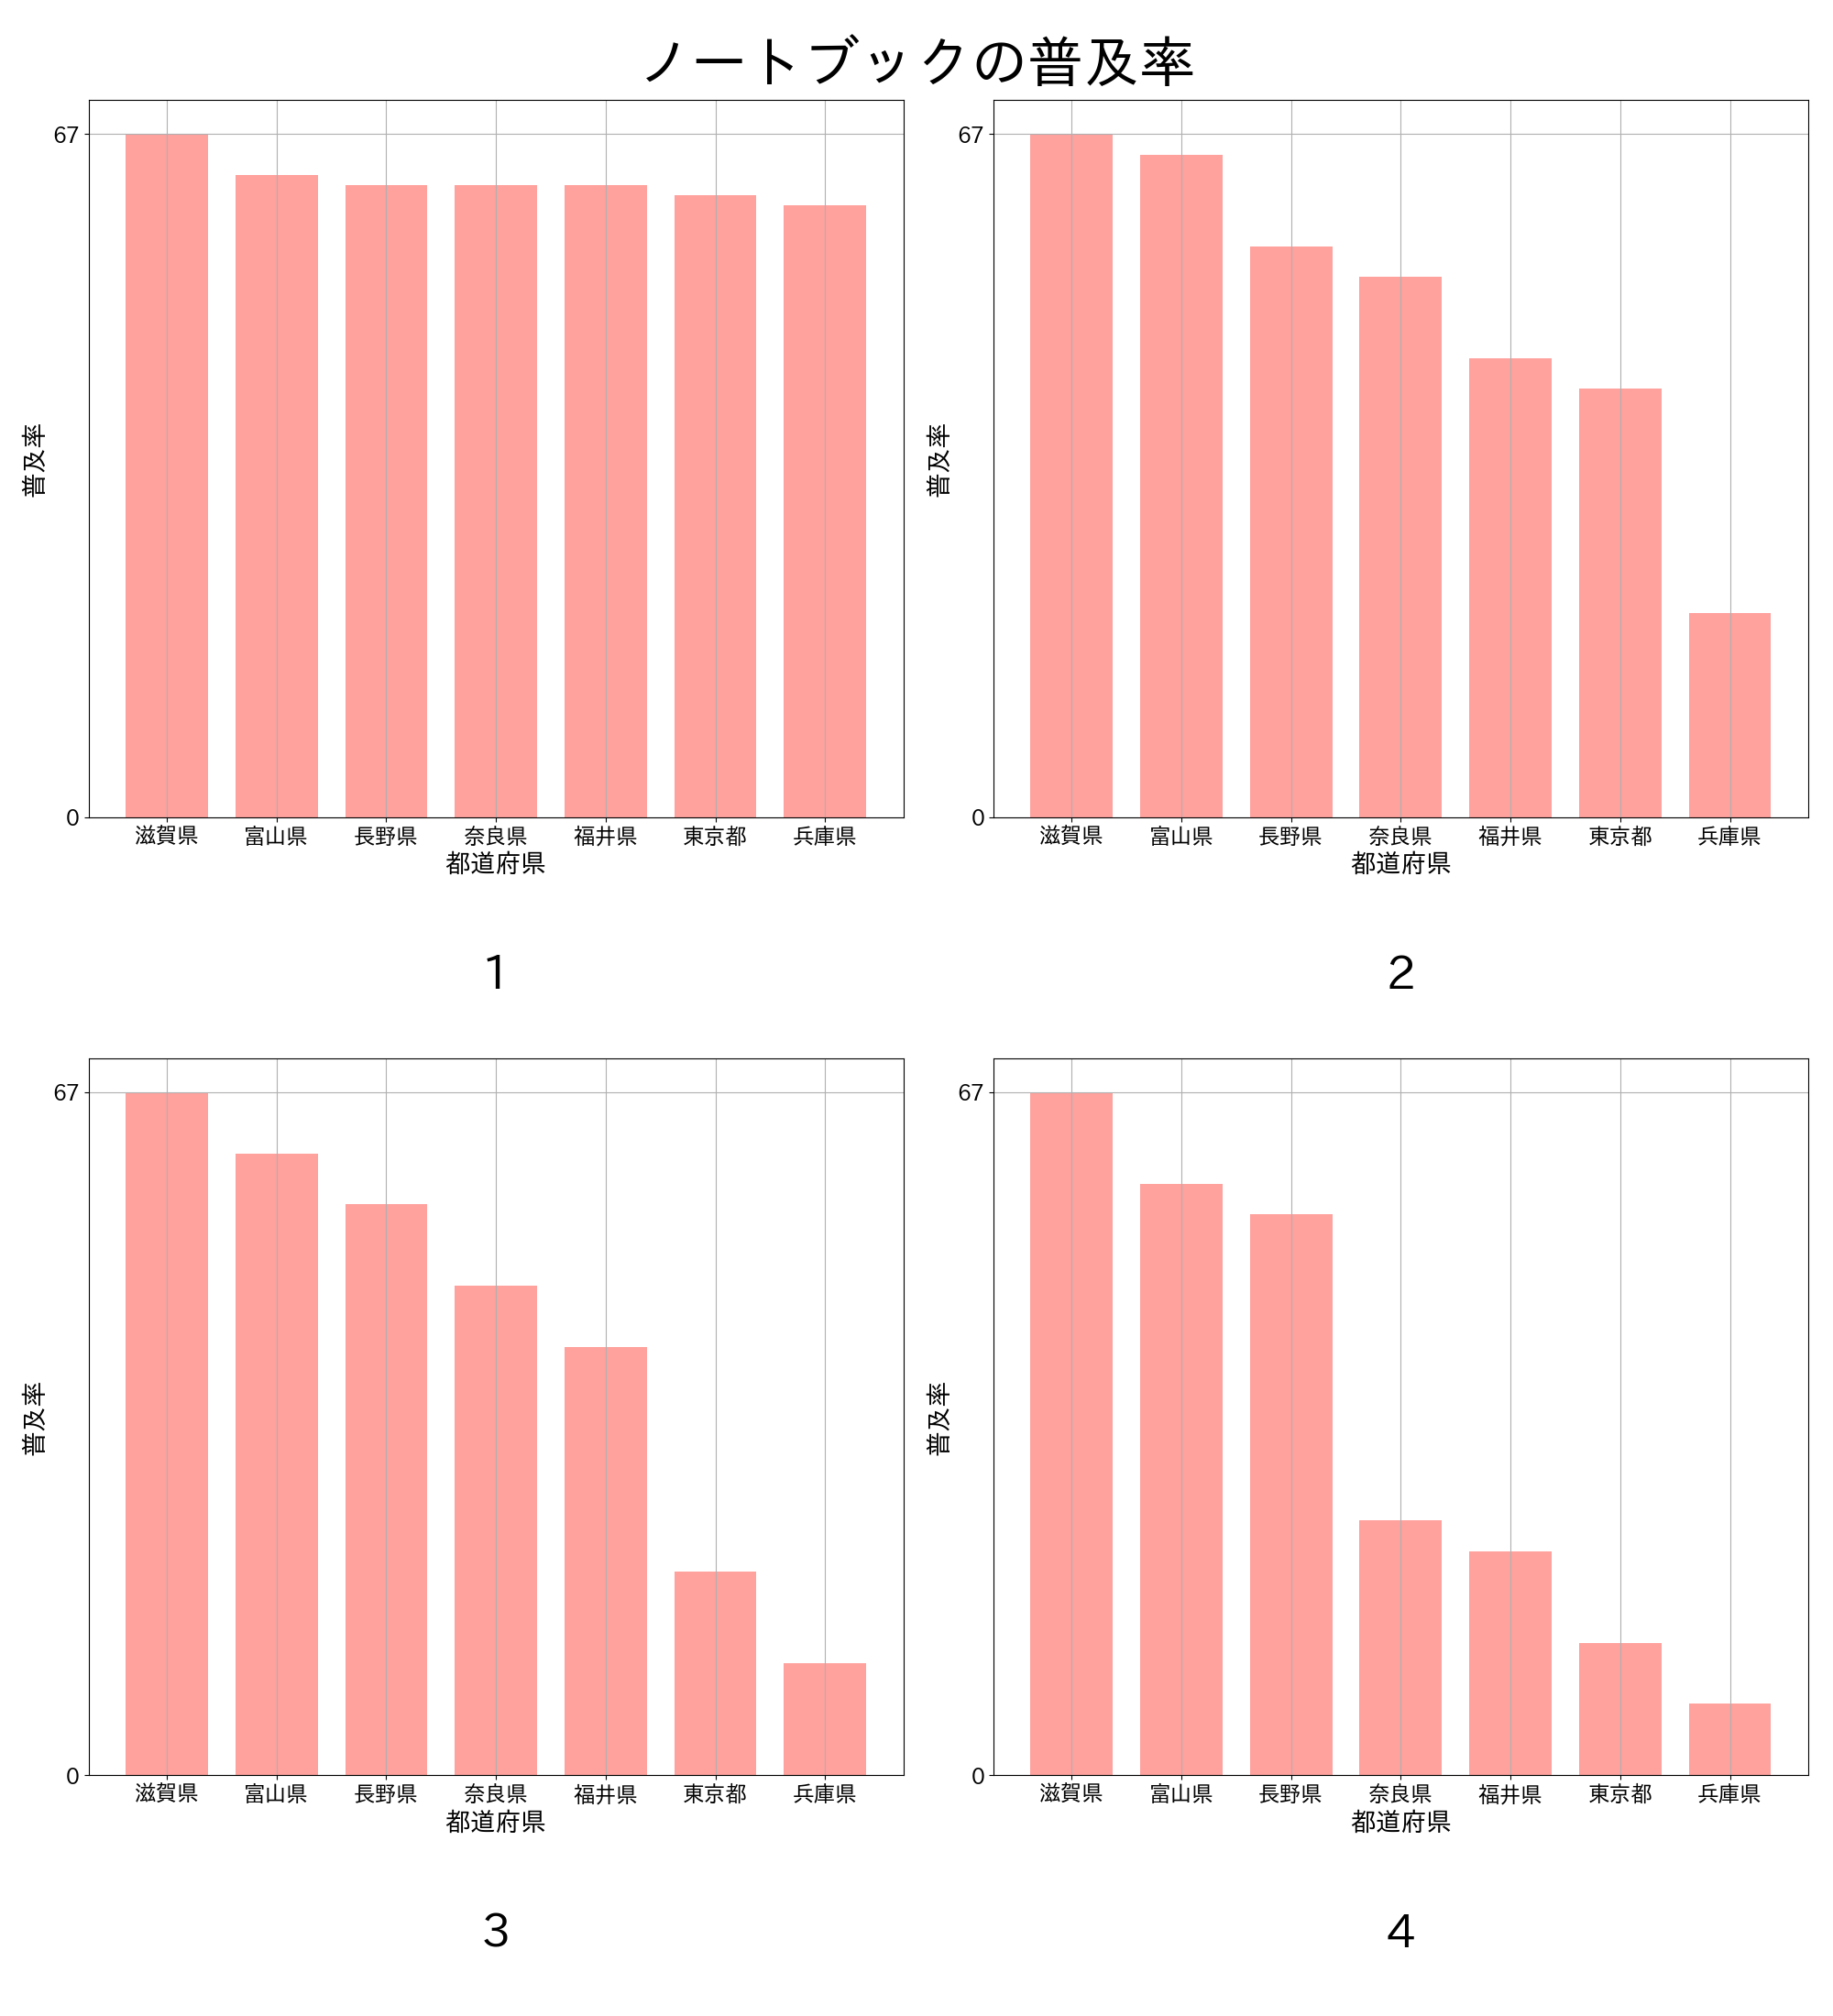 ノートブックの普及率
67
0
普及率
滋賀県 富山県 長野県 奈良県 福井県 東京都 兵庫県
都道府県
1
67
0
普及率
滋賀県 富山県 長野県 奈良県 福井県 東京都 兵庫県
都道府県
2
67
0
普及率
滋賀県 富山県 長野県 奈良県 福井県 東京都 兵庫県
都道府県
3
67
0
普及率
滋賀県 富山県 長野県 奈良県 福井県 東京都 兵庫県
都道府県
4